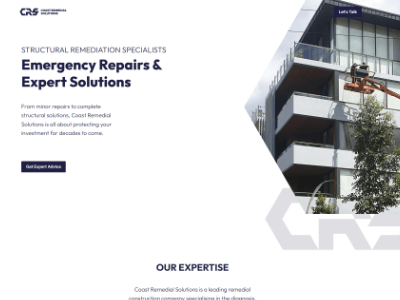 CRS COAST REMEDIAL
SOLUTIONS
Let's Talk
STRUCTURAL REMEDIATION SPECIALISTS
Emergency Repairs &
Expert Solutions
From minor repairs to complete
structural solutions, Coast Remedial
Solutions is all about protecting your
investment for decades to come.
Get Expert Advice
CRS
OUR EXPERTISE
Coast Remedial Solutions is a leading remedial
construction company specialising in the diagnosis,